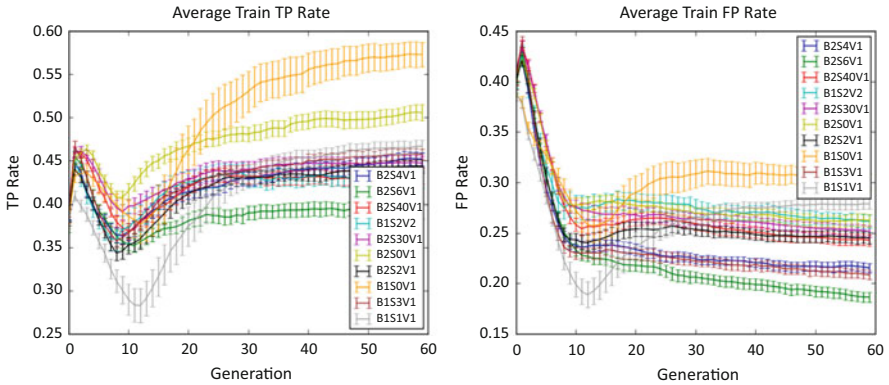 Average Train TP Rate
TP Rate
0.60
0.55
0.50
0.45
0.40
0.35
0.30
0.25
0 10 20 30 40 50 60
Generation
B2S4V1
B2S6V1
B2S40V1
B1S2V2
B2S30V1
B2S0V1
B2S2V1
B1S0V1
B1S3V1
B1S1V1
Average Train FP Rate
FP Rate
0.45
0.40
0.35
0.30
0.25
0.20
0.15
0 10 20 30 40 50 60
Generation
B2S4V1
B2S6V1
B2S40V1
B1S2V2
B2S30V1
B2S0V1
B2S2V1
B1S0V1
B1S3V1
B1S1V1